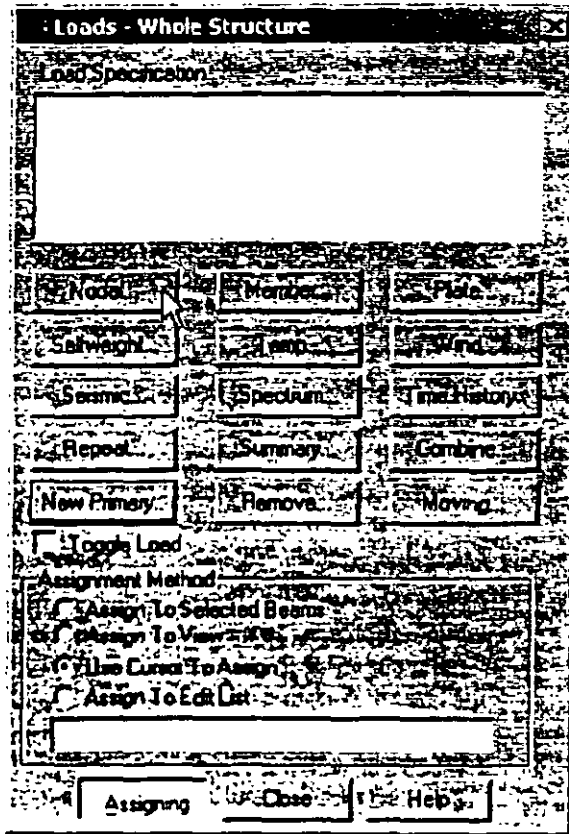 Loads - Whole Structure
Load Specification
Nodal... Member... Plate...
Selfweight... Temp... Wind...
Seismic... Spectrum... Time History...
Repeat... Summary... Combine...
New Primary... Remove... Moving...
Toggle Load
Assignment Method
Assign To Selected Beams
Assign To View
Use Cursor To Assign
Assign To Edit List
Assigning Close Help